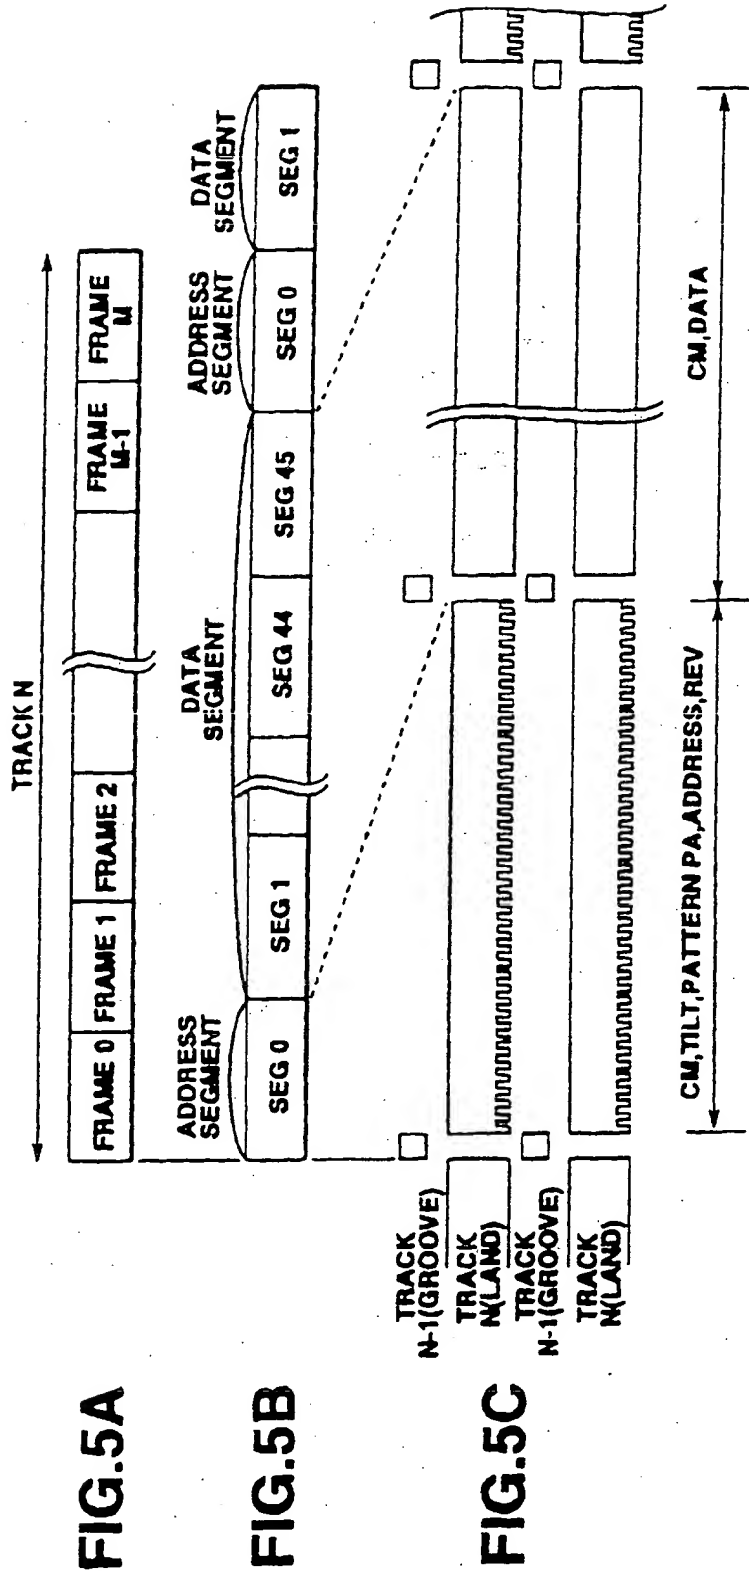 FIG.5A
TRACK N
FRAME 0
FRAME 1
FRAME 2
FRAME
M-1
FRAME
M
FIG.5B
ADDRESS
SEGMENT
DATA
SEGMENT
ADDRESS
SEGMENT
DATA
SEGMENT
SEG 0
SEG 1
SEG 44
SEG 45
SEG 0
SEG 1
FIG.5C
TRACK
N-1(GROOVE)
TRACK
N(LAND)
TRACK
N-1(GROOVE)
TRACK
N(LAND)
CM,TILT,PATTERN PA,ADDRESS,REV
CM,DATA